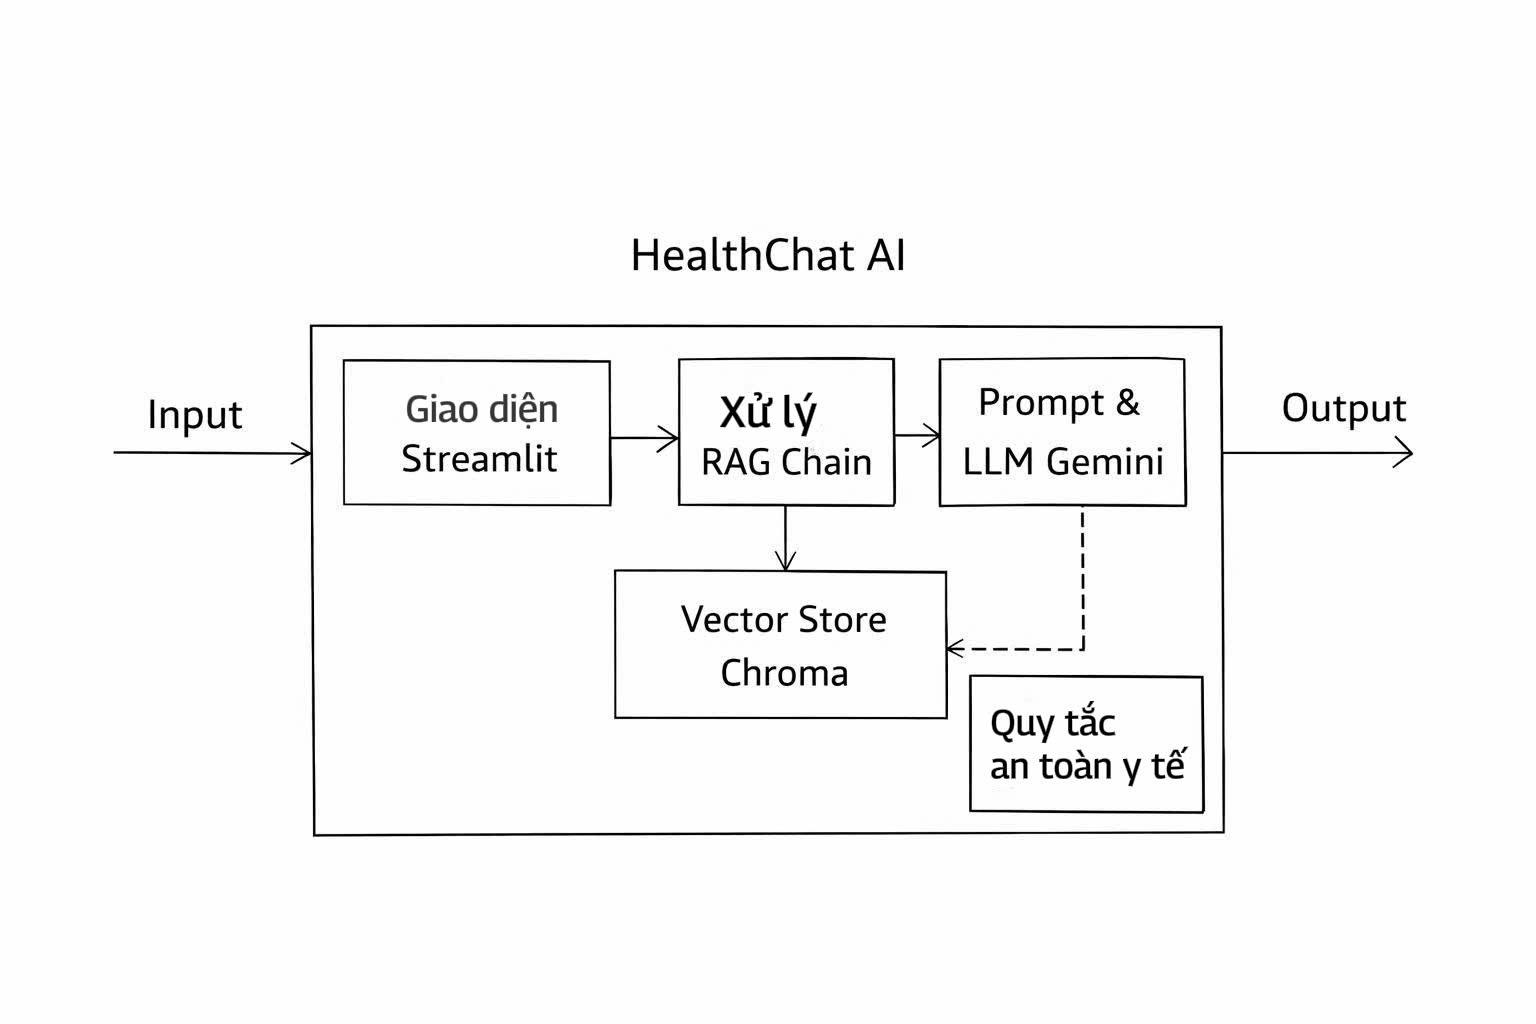 HealthChat AI
Input
Giao diện
Streamlit
Xử lý
RAG Chain
Prompt &
LLM Gemini
Output
Vector Store
Chroma
Quy tắc
an toàn y tế